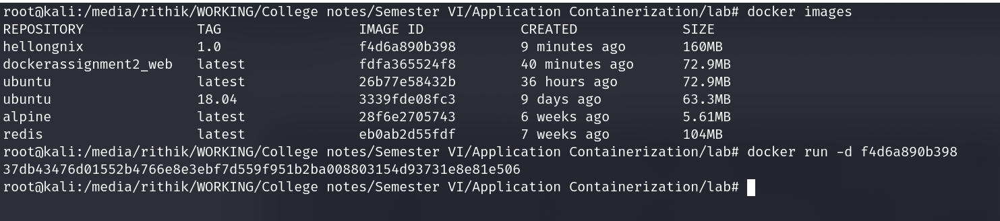 root@kali:/media/rithik/WORKING/College notes/Semester VI/Application Containerization/lab# docker images
REPOSITORY TAG IMAGE ID CREATED SIZE
hellongnix 1.0 f4d6a890b398 9 minutes ago 160MB
dockerassignment2_web latest fdfa365524f8 40 minutes ago 72.9MB
ubuntu latest 26b77e58432b 36 hours ago 72.9MB
ubuntu 18.04 3339fde08fc3 9 days ago 63.3MB
alpine latest 28f6e2705743 6 weeks ago 5.61MB
redis latest eb0ab2d55fdf 7 weeks ago 104MB
root@kali:/media/rithik/WORKING/College notes/Semester VI/Application Containerization/lab# docker run -d f4d6a890b398
37db43476d01552b4766e8e3ebf7d559f951b2ba008803154d93731e8e81e506
root@kali:/media/rithik/WORKING/College notes/Semester VI/Application Containerization/lab#